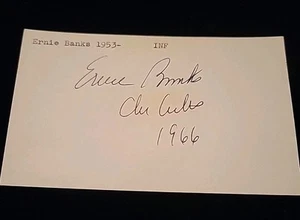 Ernie Banks 1953- INF
Ernie Banks
Chi Cubs
1966